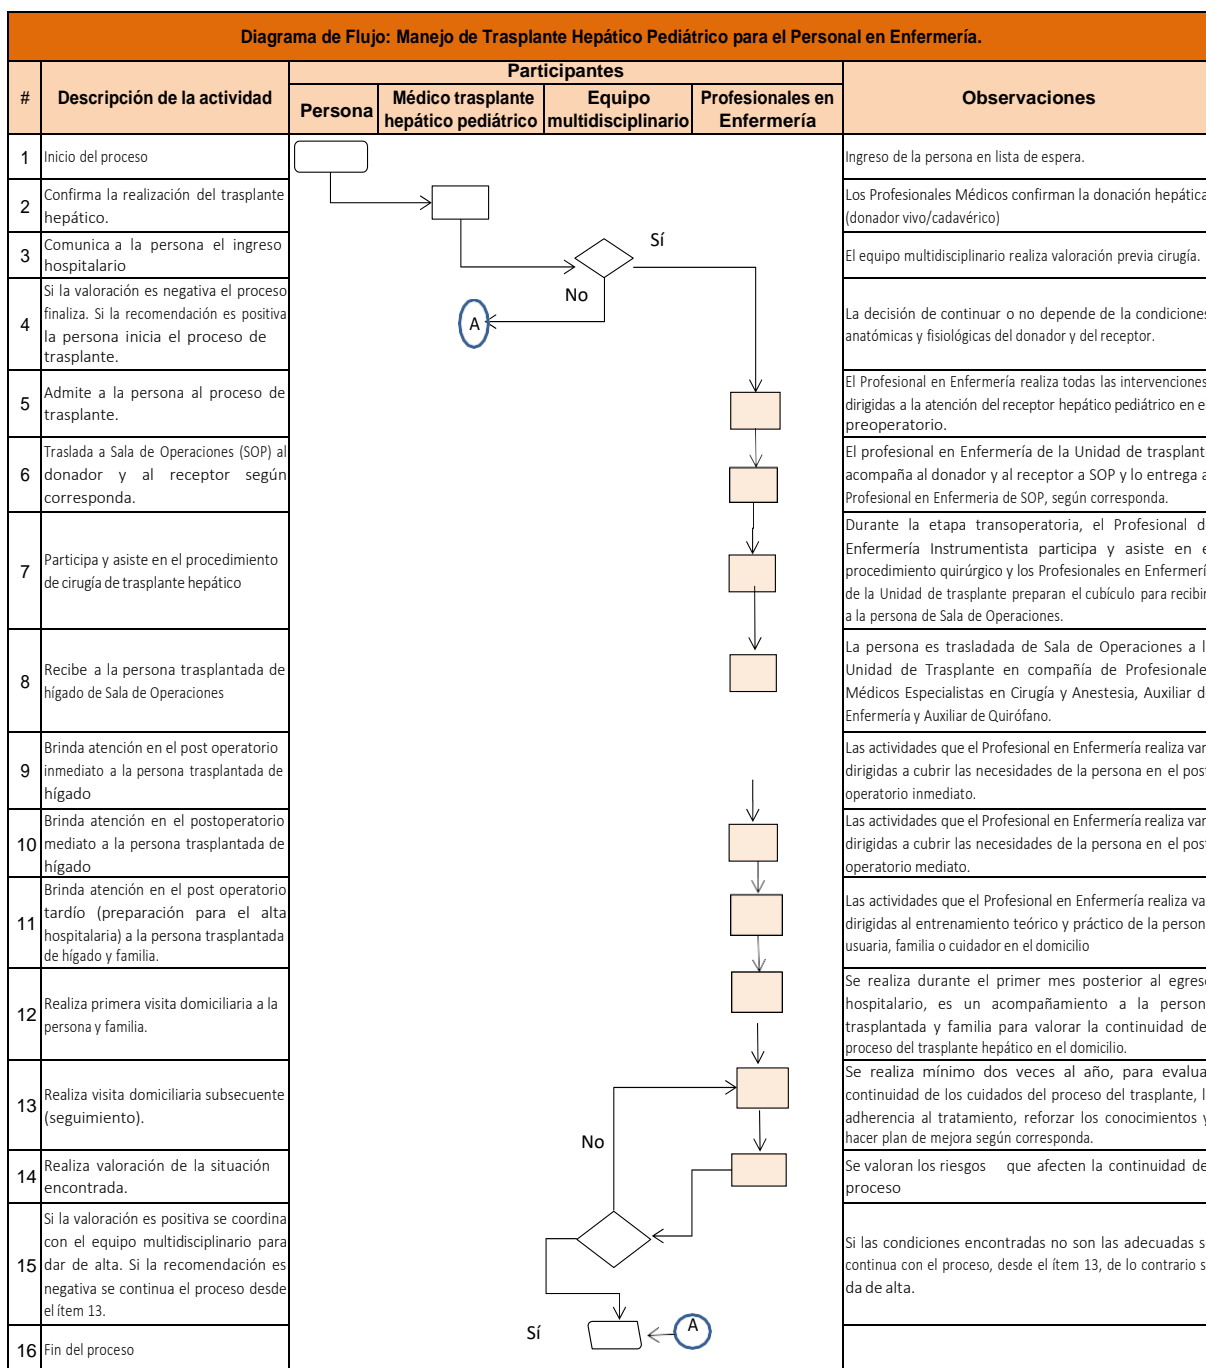 Diagrama de Flujo: Manejo de Trasplante Hepático Pediátrico para el Personal en Enfermería.
#
Descripción de la actividad
Participantes
Persona
Médico trasplante
hepático pediátrico
Equipo
multidisciplinario
Profesionales en
Enfermería
Observaciones
1
Inicio del proceso
Ingreso de la persona en lista de espera.
2
Confirma la realización del trasplante
hepático.
Los Profesionales Médicos confirman la donación hepática
(donador vivo/cadavérico)
3
Comunica a la persona el ingreso
hospitalario
Sí
El equipo multidisciplinario realiza valoración previa cirugía.
4
Si la valoración es negativa el proceso
finaliza. Si la recomendación es positiva
la persona inicia el proceso de
trasplante.
No
A
La decisión de continuar o no depende de la condiciones
anatómicas y fisiológicas del donador y del receptor.
5
Admite a la persona al proceso de
trasplante.
El Profesional en Enfermería realiza todas las intervenciones
dirigidas a la atención del receptor hepático pediátrico en e
preoperatorio.
6
Traslada a Sala de Operaciones (SOP) al
donador y al receptor según
corresponda.
El profesional en Enfermería de la Unidad de trasplant
acompaña al donador y al receptor a SOP y lo entrega a
Profesional en Enfermeria de SOP, según corresponda.
7
Participa y asiste en el procedimiento
de cirugía de trasplante hepático
Durante la etapa transoperatoria, el Profesional d
Enfermería Instrumentista participa y asiste en e
procedimiento quirúrgico y los Profesionales en Enfermerí
de la Unidad de trasplante preparan el cubículo para recibir
a la persona de Sala de Operaciones.
8
Recibe a la persona trasplantada de
hígado de Sala de Operaciones
La persona es trasladada de Sala de Operaciones a l
Unidad de Trasplante en compañía de Profesionale
Médicos Especialistas en Cirugía y Anestesia, Auxiliar d
Enfermería y Auxiliar de Quirófano.
9
Brinda atención en el post operatorio
inmediato a la persona trasplantada de
hígado
Las actividades que el Profesional en Enfermería realiza van
dirigidas a cubrir las necesidades de la persona en el post
operatorio inmediato.
10
Brinda atención en el postoperatorio
mediato a la persona trasplantada de
hígado
Las actividades que el Profesional en Enfermería realiza van
dirigidas a cubrir las necesidades de la persona en el post
operatorio mediato.
11
Brinda atención en el post operatorio
tardío (preparación para el alta
hospitalaria) a la persona trasplantada
de hígado y familia.
Las actividades que el Profesional en Enfermería realiza va
dirigidas al entrenamiento teórico y práctico de la person
usuaria, familia o cuidador en el domicilio
12
Realiza primera visita domiciliaria a la
persona y familia.
Se realiza durante el primer mes posterior al egreso
hospitalario, es un acompañamiento a la person
trasplantada y familia para valorar la continuidad de
proceso del trasplante hepático en el domicilio.
13
Realiza visita domiciliaria subsecuente
(seguimiento).
No
Se realiza mínimo dos veces al año, para evalua
continuidad de los cuidados del proceso del trasplante, l
adherencia al tratamiento, reforzar los conocimientos y
hacer plan de mejora según corresponda.
14
Realiza valoración de la situación
encontrada.
Se valoran los riesgos que afecten la continuidad de
proceso
15
Si la valoración es positiva se coordina
con el equipo multidisciplinario para
dar de alta. Si la recomendación es
negativa se continua el proceso desde
el ítem 13.
Si las condiciones encontradas no son las adecuadas s
continua con el proceso, desde el ítem 13, de lo contrario s
da de alta.
Sí
A
16
Fin del proceso